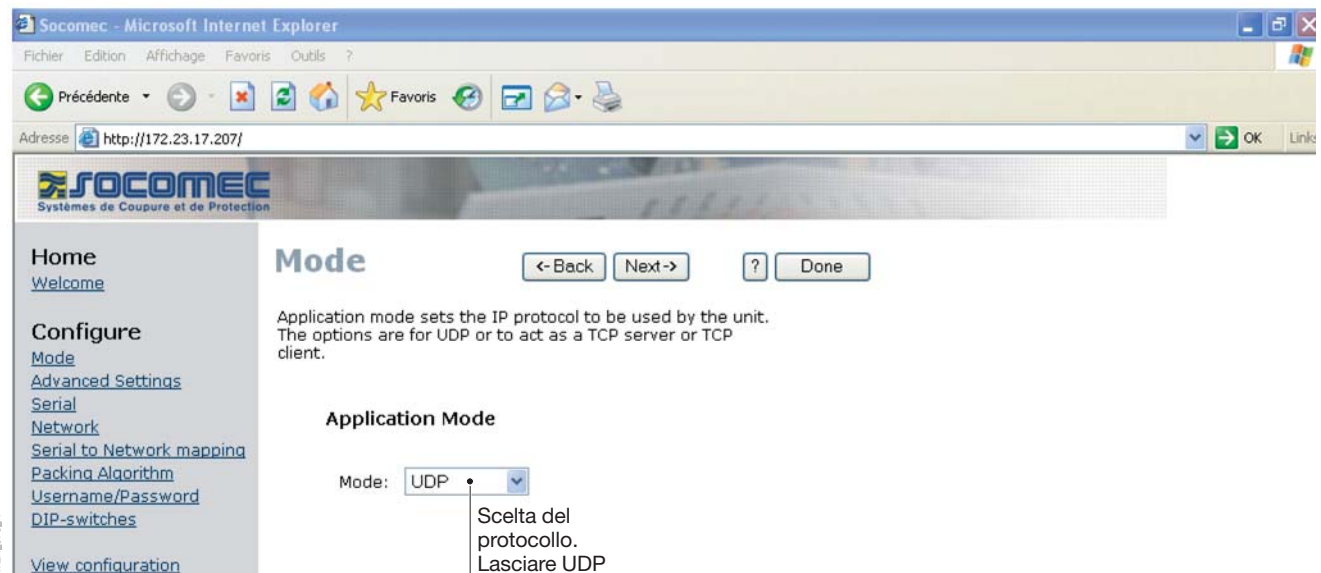 Socomec - Microsoft Internet Explorer
Fichier Edition Affichage Favoris Outils ?
Précédente Favoris
Adresse http://172.23.17.207/ OK Links
SOCOMEC
Systèmes de Coupure et de Protection
Home
Welcome
Configure
Mode
Advanced Settings
Serial
Network
Serial to Network mapping
Packing Algorithm
Username/Password
DIP-switches
View configuration
Mode
<-Back Next-> ? Done
Application mode sets the IP protocol to be used by the unit.
The options are for UDP or to act as a TCP server or TCP
client.
Application Mode
Mode: UDP
Scelta del
protocollo.
Lasciare UDP